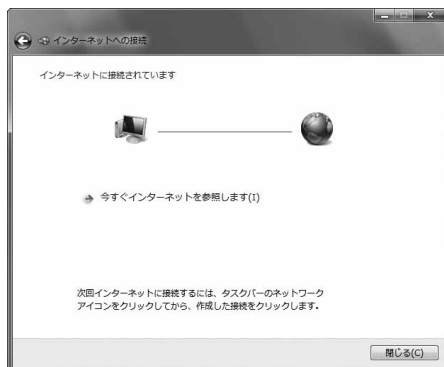 インターネットへの接続
インターネットに接続されています
今すぐインターネットを参照します(I)
次回インターネットに接続するには、タスクバーのネットワーク
アイコンをクリックしてから、作成した接続をクリックします。
閉じる(C)